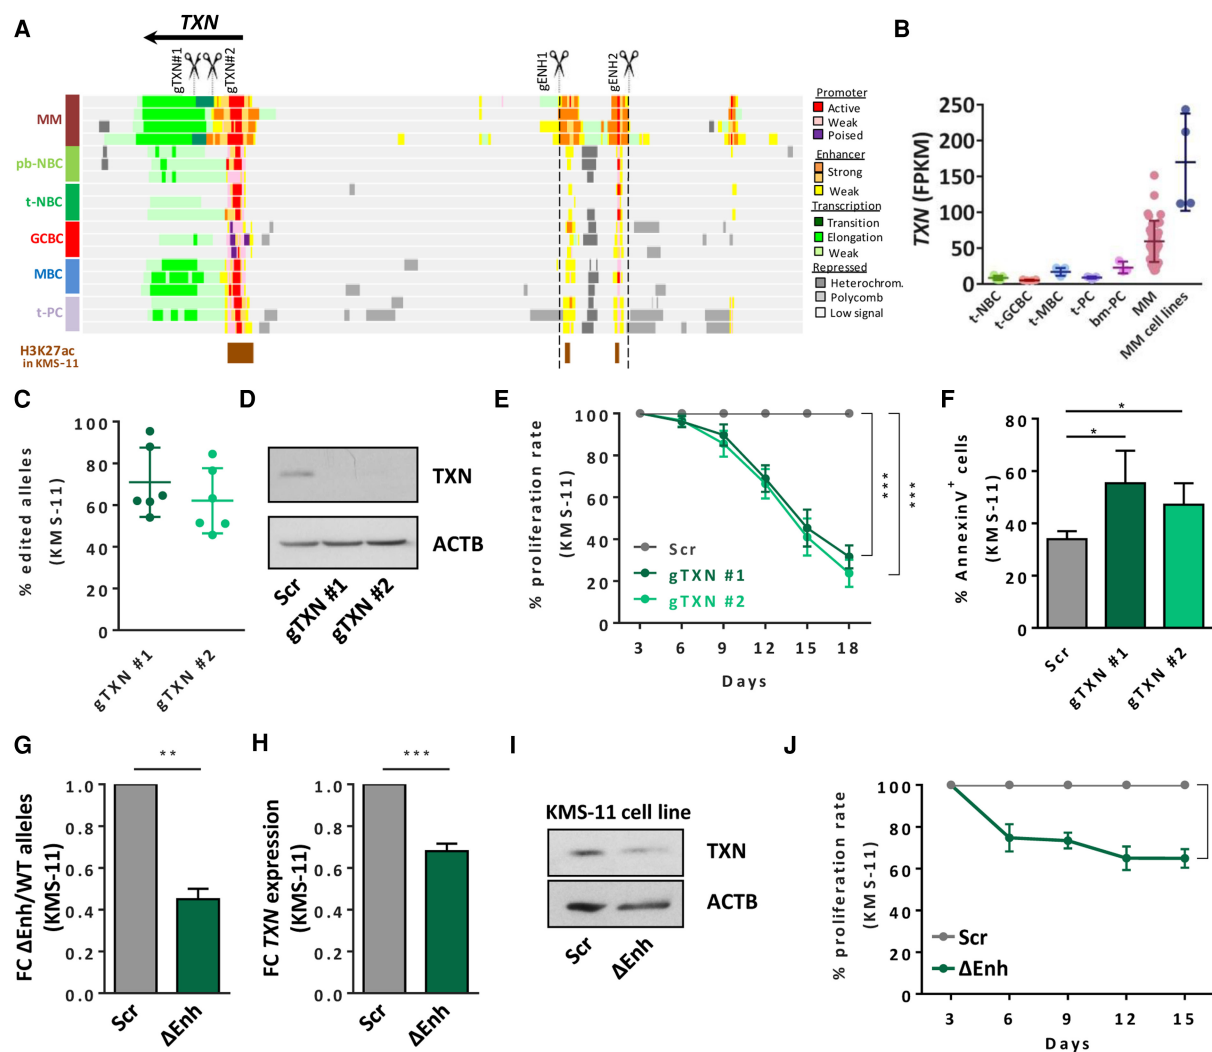 A
TXN
gTXN#1
gTXN#2
gENH1
gENH2
MM
pb-NBC
t-NBC
GCBC
MBC
t-PC
H3K27ac
in KMS-11
Promoter
Active
Weak
Poised
Enhancer
Strong
Weak
Transcription
Transition
Elongation
Weak
Repressed
Heterochrom.
Polycomb
Low signal
B
TXN (FPKM)
250
200
150
100
50
0
t-NBC
t-GCBC
t-MBC
t-PC
bm-PC
MM
MM cell lines
C
% edited alleles
(KMS-11)
100
80
60
40
20
0
gTXN #1
gTXN #2
D
TXN
ACTB
Scr
gTXN #1
gTXN #2
E
% proliferation rate
(KMS-11)
100
80
60
40
20
0
Scr
gTXN #1
gTXN #2
***
***
3 6 9 12 15 18
Days
F
% AnnexinV+ cells
(KMS-11)
80
60
40
20
0
*
*
Scr
gTXN #1
gTXN #2
G
FC ΔEnh/WT alleles
(KMS-11)
**
1.0
0.8
0.6
0.4
0.2
0.0
Scr
ΔEnh
H
FC TXN expression
(KMS-11)
***
1.0
0.8
0.6
0.4
0.2
0.0
Scr
ΔEnh
I
KMS-11 cell line
TXN
ACTB
Scr
ΔEnh
J
% proliferation rate
(KMS-11)
100
80
60
40
20
0
Scr
ΔEnh
3 6 9 12 15
Days